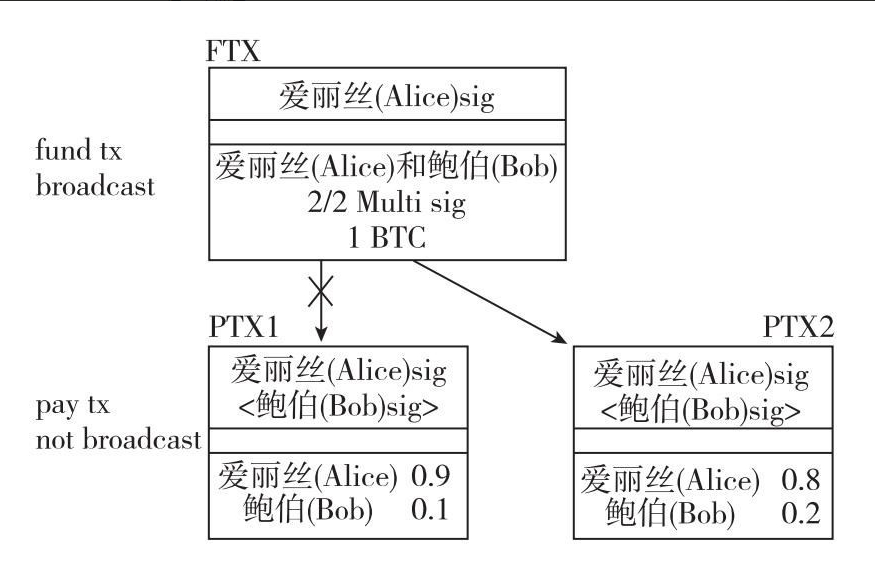 FTX
爱丽丝(Alice)sig
fund tx
broadcast
爱丽丝(Alice)和鲍伯(Bob)
2/2 Multi sig
1 BTC
PTX1
PTX2
爱丽丝(Alice)sig
<鲍伯(Bob)sig>
爱丽丝(Alice)sig
<鲍伯(Bob)sig>
pay tx
not broadcast
爱丽丝(Alice) 0.9
鲍伯(Bob) 0.1
爱丽丝(Alice) 0.8
鲍伯(Bob) 0.2